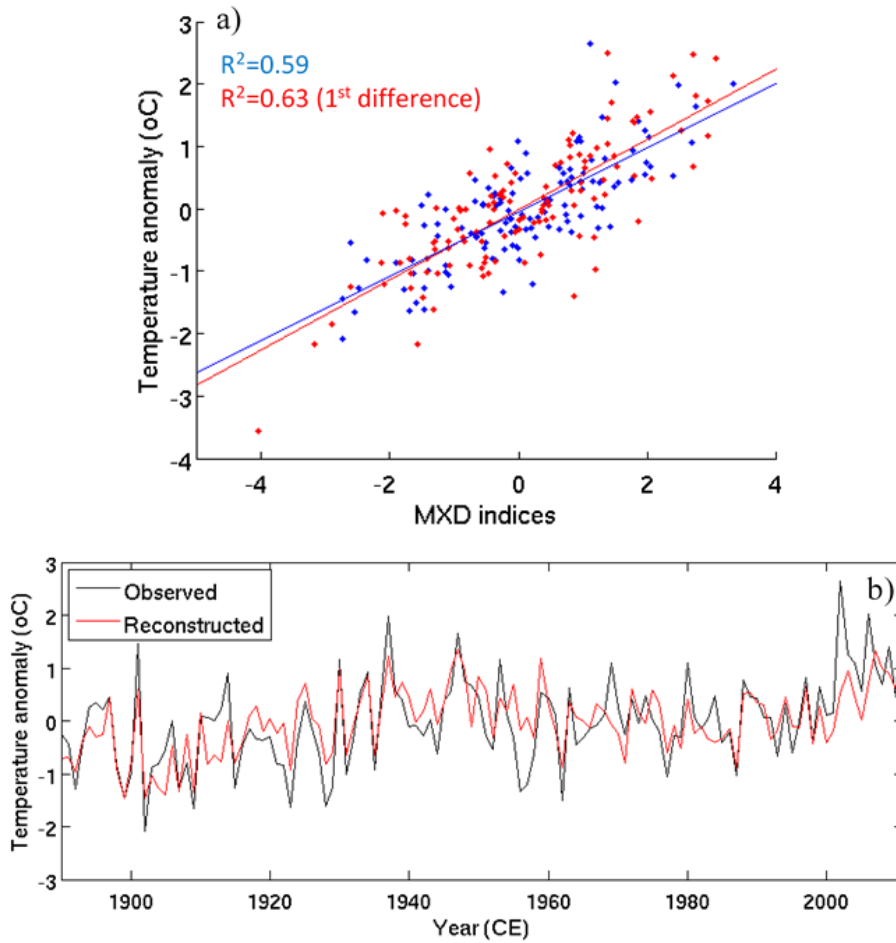 a)
R²=0.59
R²=0.63 (1st difference)
3
2
1
0
-1
-2
-3
-4
Temperature anomaly (oC)
-4
-2
0
2
4
MXD indices
b)
Observed
Reconstructed
3
2
1
0
-1
-2
-3
Temperature anomaly (oC)
1900
1920
1940
1960
1980
2000
Year (CE)